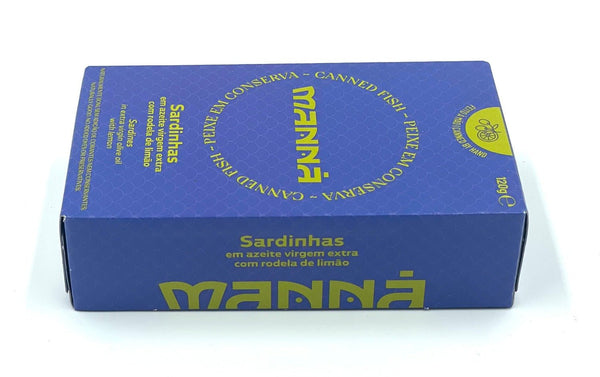 PEIXE EM CONSERVA ~ CANNED FISH ~ PEIXE EM CONSERVA ~ CANNED FISH ~
MANNÁ
Sardinhas
em azeite virgem extra
com rodela de limão
Sardines
in extra virgin olive oil
with lemon
120g ℮
Sardinhas
em azeite virgem extra
com rodela de limão
MANNÁ